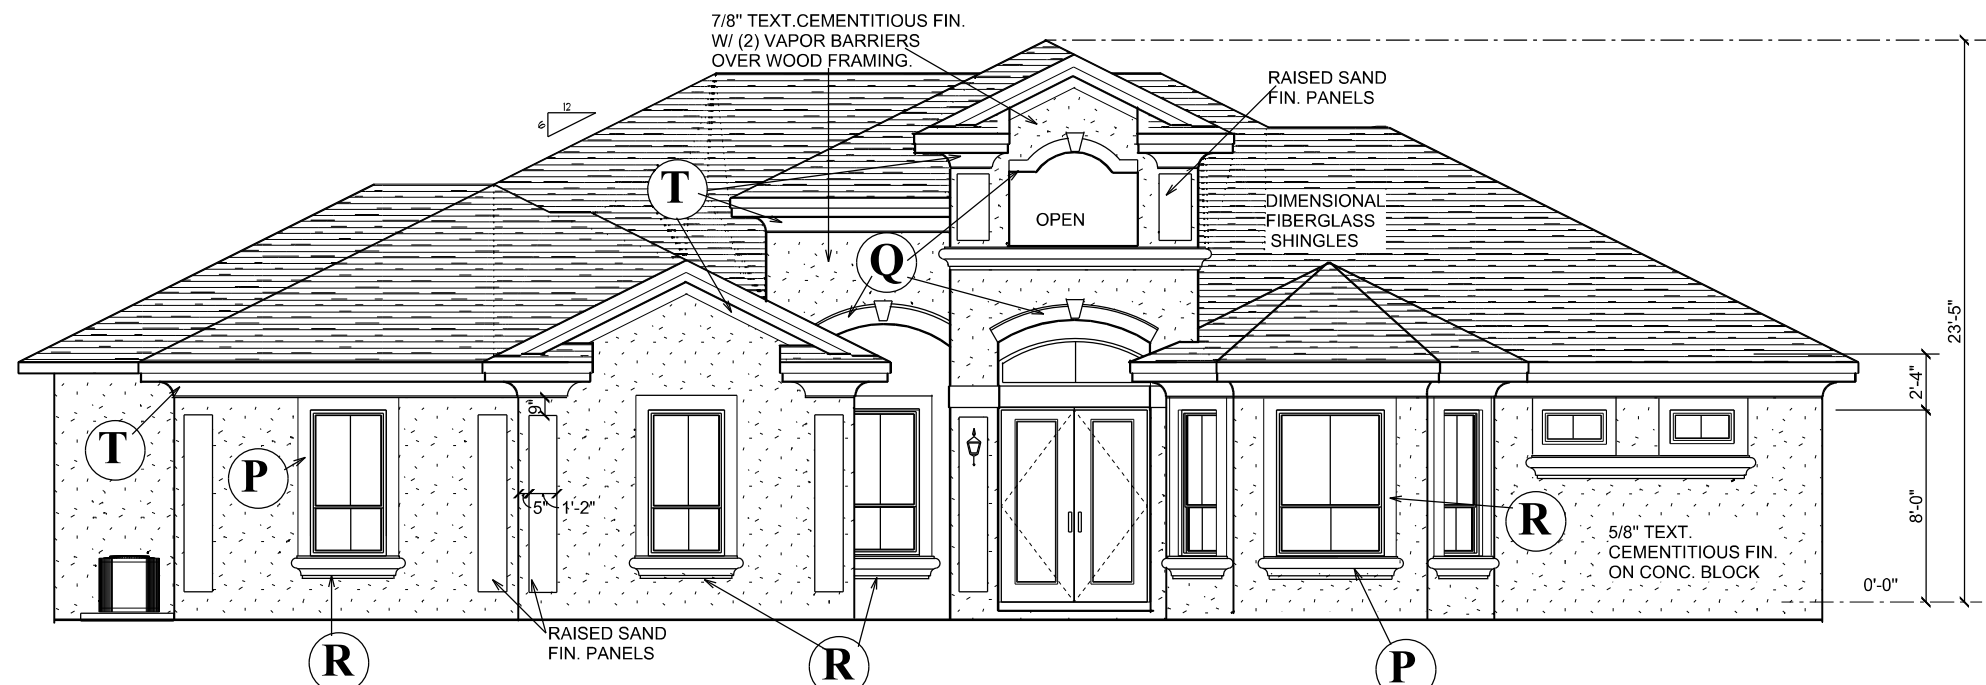 7/8" TEXT.CEMENTITIOUS FIN.
W/ (2) VAPOR BARRIERS
OVER WOOD FRAMING.
RAISED SAND
FIN. PANELS
12
6
T
OPEN
DIMENSIONAL
FIBERGLASS
SHINGLES
Q
23'-5"
2'-4"
9"
T
P
5"
1'-2"
R
8'-0"
5/8" TEXT.
CEMENTITIOUS FIN.
ON CONC. BLOCK
0'-0"
RAISED SAND
FIN. PANELS
R
R
P